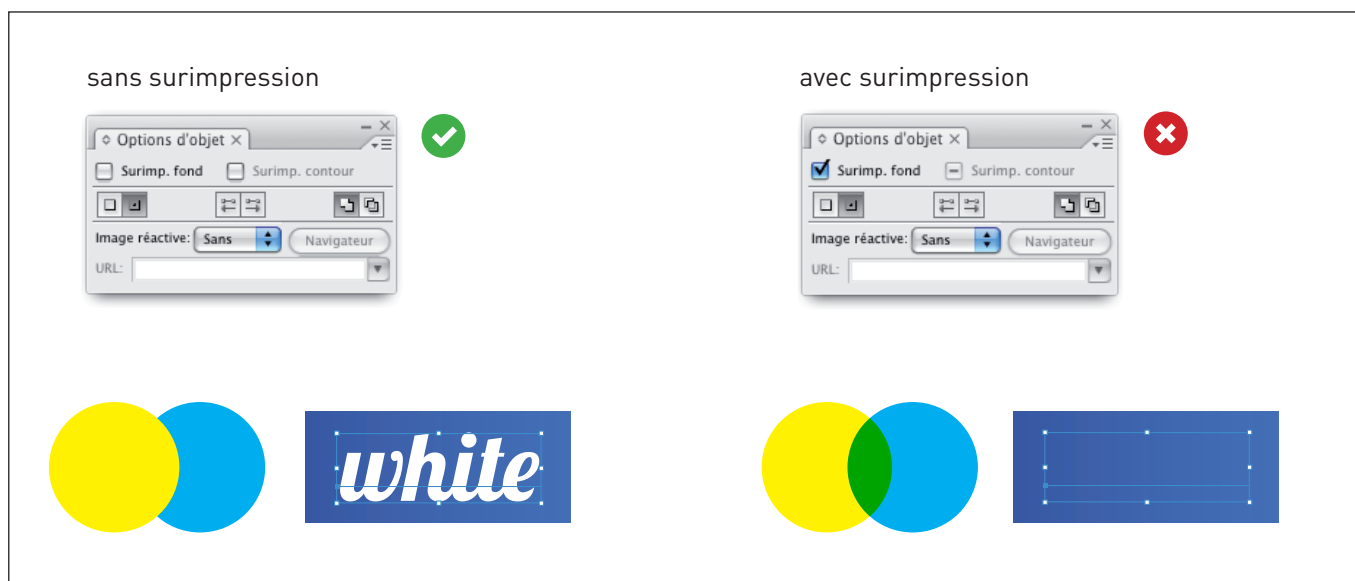 sans surimpression
Options d'objet
Surimp. fond
Surimp. contour
Image réactive: Sans Navigateur
URL:
white
avec surimpression
Options d'objet
Surimp. fond
Surimp. contour
Image réactive: Sans Navigateur
URL: